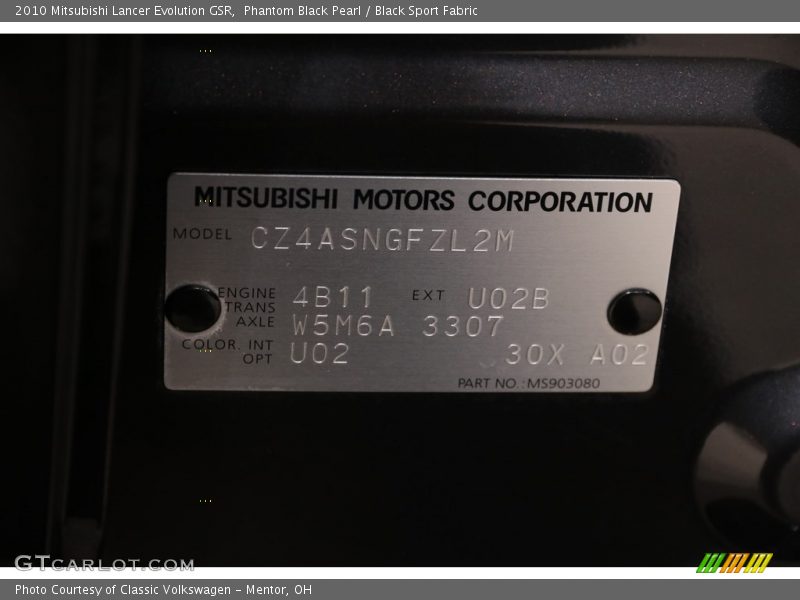 2010 Mitsubishi Lancer Evolution GSR,  Phantom Black Pearl / Black Sport Fabric
MITSUBISHI MOTORS CORPORATION
MODEL CZ4ASNGFZL2M
ENGINE 4B11 EXT U02B
TRANS
AXLE W5M6A 3307
COLOR. INT U02 30X A02
OPT
PART NO.: MS903080
GTCARLOT.COM
Photo Courtesy of Classic Volkswagen - Mentor, OH